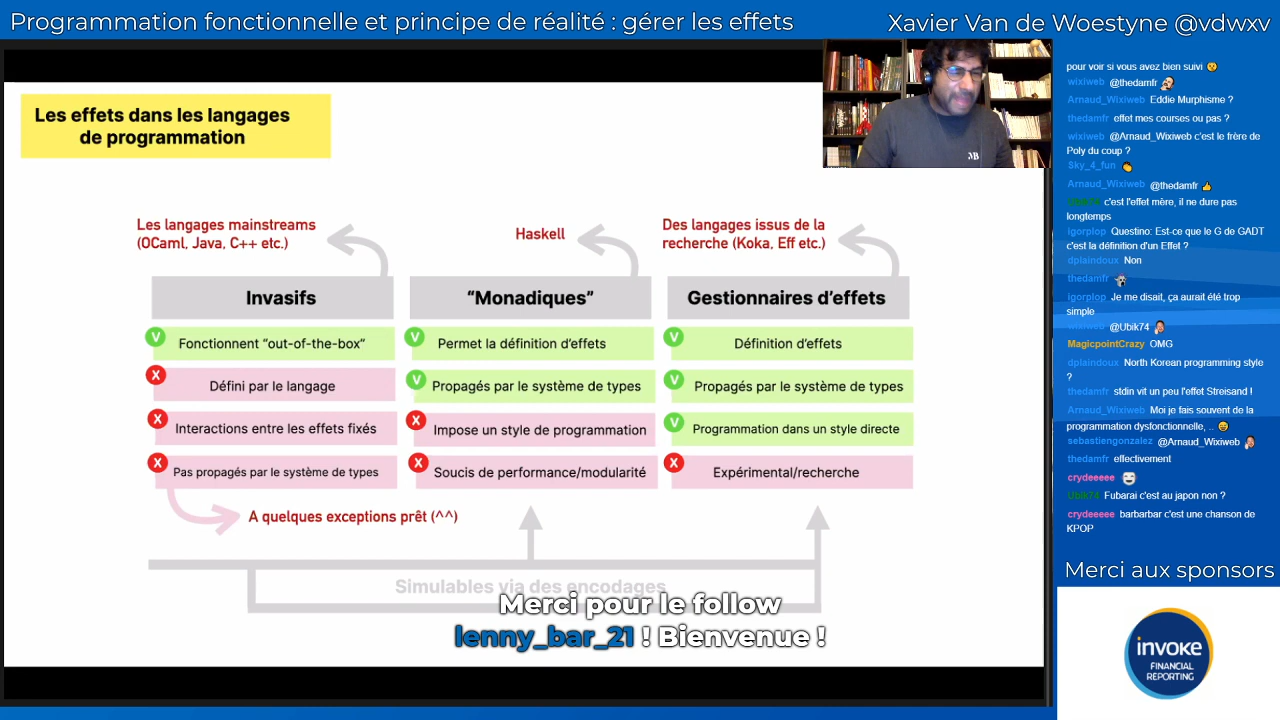 Programmation fonctionnelle et principe de réalité : gérer les effets
Xavier Van de Woestyne @vdwxv
Les effets dans les langages
de programmation
Les langages mainstreams
(OCaml, Java, C++ etc.)
Haskell
Des langages issus de la
recherche (Koka, Eff etc.)
Invasifs
"Monadiques"
Gestionnaires d'effets
V Fonctionnent "out-of-the-box"
V Permet la définition d'effets
V Définition d'effets
X Défini par le langage
V Propagés par le système de types
V Propagés par le système de types
X Interactions entre les effets fixés
X Impose un style de programmation
V Programmation dans un style directe
X Pas propagés par le système de types
X Soucis de performance/modularité
X Expérimental/recherche
A quelques exceptions prêt (^^)
Simulables via des encodages
Merci pour le follow
lenny_bar_21 ! Bienvenue !
pour voir si vous avez bien suivi
wixiweb @thedamfr
Arnaud_Wixiweb Eddie Murphisme ?
thedamfr effet mes courses ou pas ?
wixiweb @Arnaud_Wixiweb c'est le frère de
Poly du coup ?
Sky_4_fun
Arnaud_Wixiweb @thedamfr
c'est l'effet mère, il ne dure pas
longtemps
igorplop Questino: Est-ce que le G de GADT
c'est la définition d'un Effet ?
dplaindoux Non
thedamfr
igorplop Je me disait, ça aurait été trop
simple
wixiweb @Ubik74
MagicpointCrazy OMG
dplaindoux North Korean programming style
?
thedamfr stdin vit un peu l'effet Streisand !
Arnaud_Wixiweb Moi je fais souvent de la
programmation dysfonctionnelle, ..
sebastiengonzalez @Arnaud_Wixiweb
thedamfr effectivement
crydeeeee
Ubik74 Fubarai c'est au japon non ?
crydeeeee barbarbar c'est une chanson de
KPOP
Merci aux sponsors
invoke
FINANCIAL
REPORTING